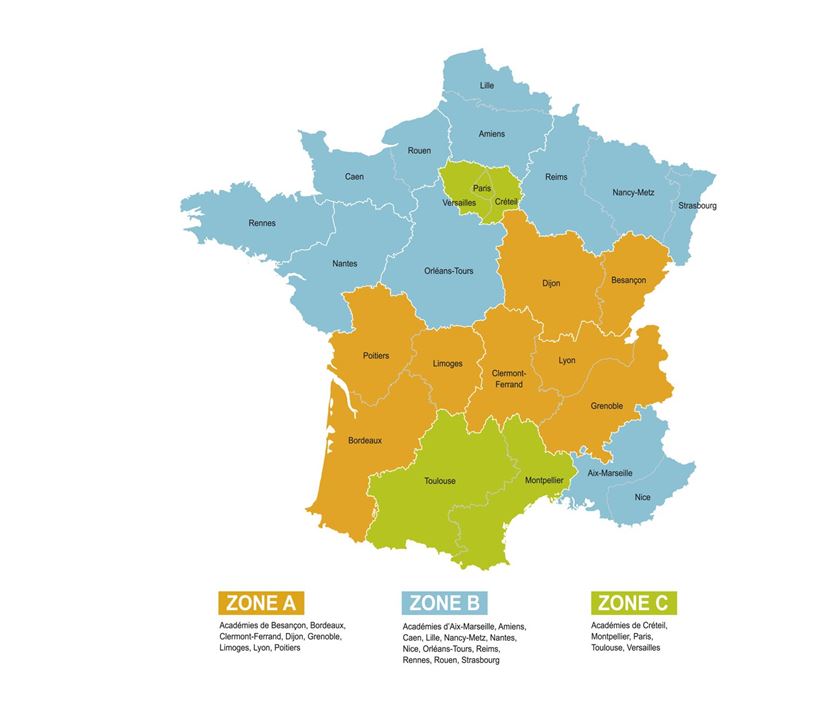 Lille
Amiens
Rouen
Caen
Reims
Paris
Nancy-Metz
Versailles
Créteil
Strasbourg
Rennes
Nantes
Orléans-Tours
Dijon
Besançon
Poitiers
Limoges
Clermont-
Ferrand
Lyon
Grenoble
Bordeaux
Toulouse
Montpellier
Aix-Marseille
Nice
ZONE A
Académies de Besançon, Bordeaux,
Clermont-Ferrand, Dijon, Grenoble,
Limoges, Lyon, Poitiers
ZONE B
Académies d'Aix-Marseille, Amiens,
Caen, Lille, Nancy-Metz, Nantes,
Nice, Orléans-Tours, Reims,
Rennes, Rouen, Strasbourg
ZONE C
Académies de Créteil,
Montpellier, Paris,
Toulouse, Versailles